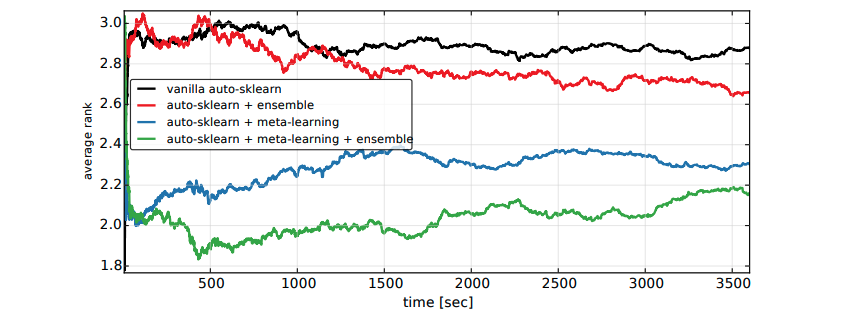 3.0
2.8
2.6
2.4
2.2
2.0
1.8
average rank
vanilla auto-sklearn
auto-sklearn + ensemble
auto-sklearn + meta-learning
auto-sklearn + meta-learning + ensemble
500 1000 1500 2000 2500 3000 3500
time [sec]